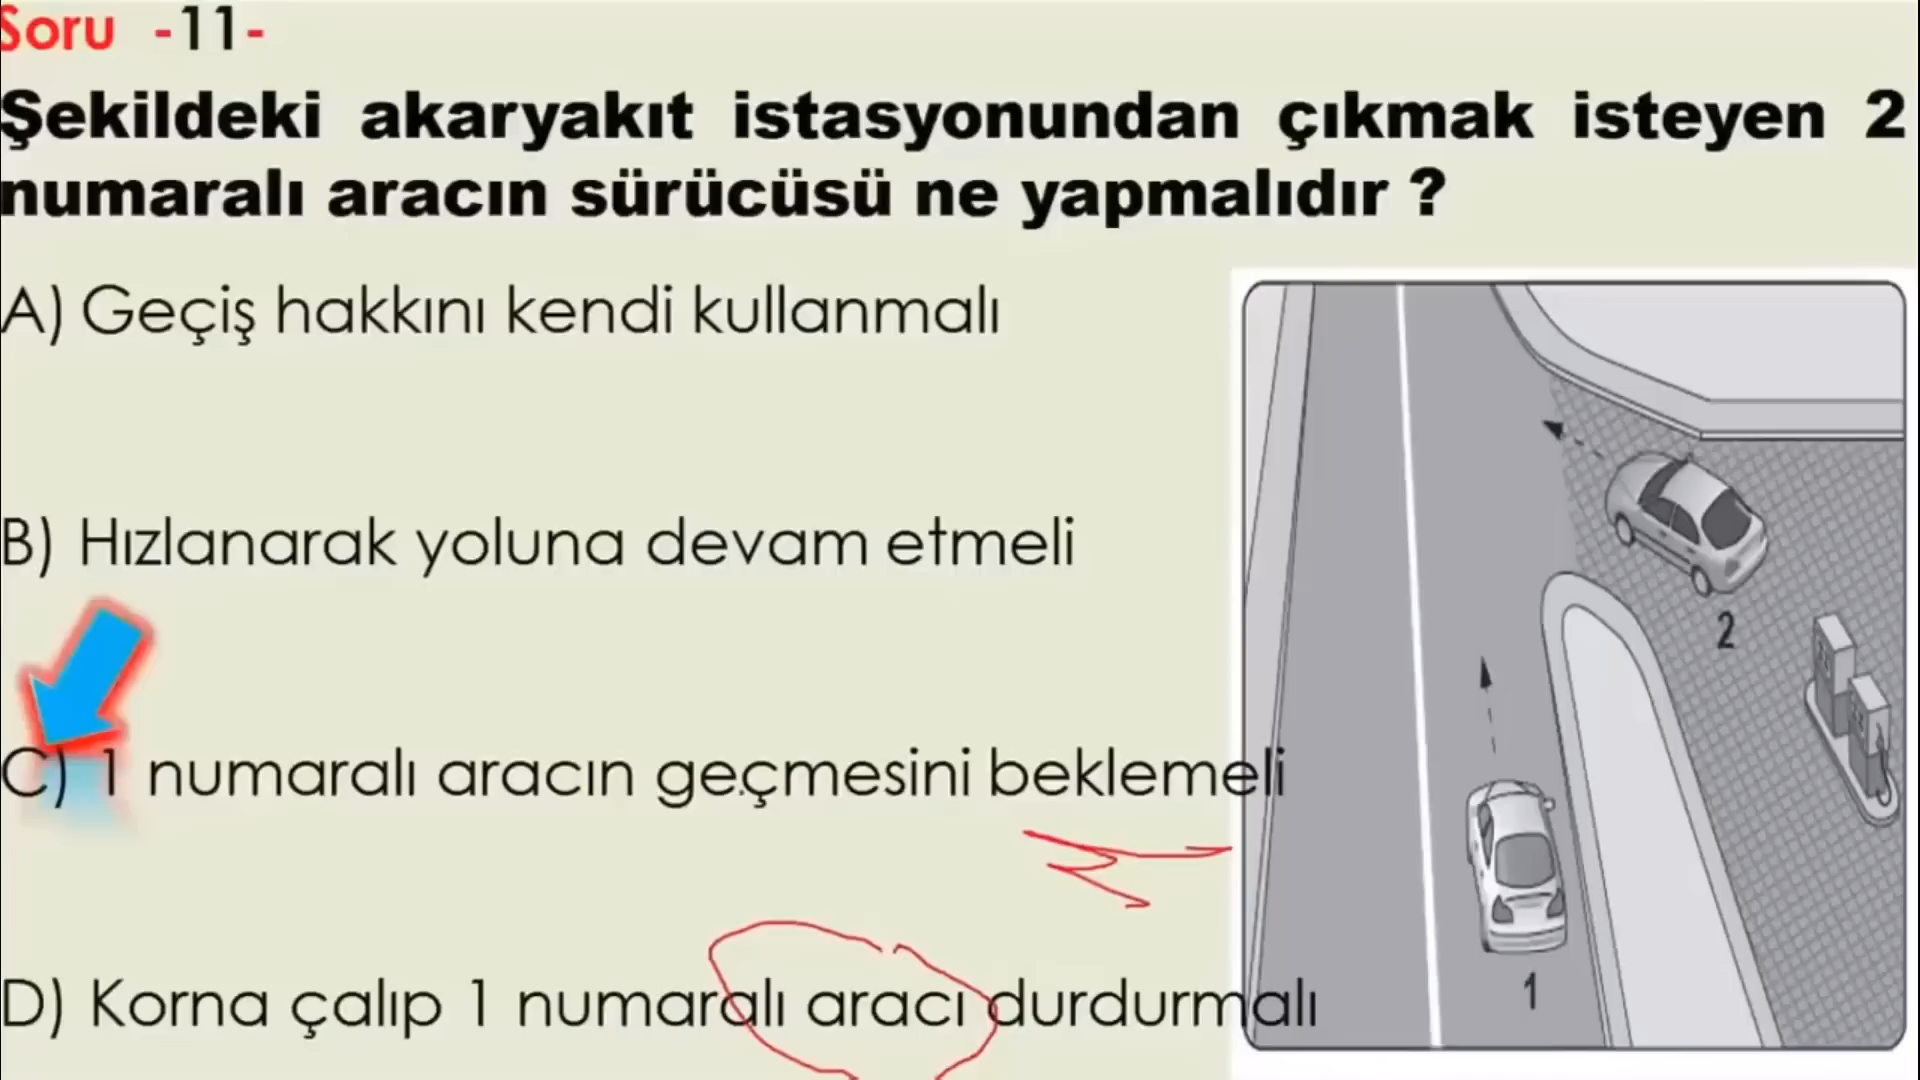 Soru -11-
Şekildeki akaryakıt istasyonundan çıkmak isteyen 2
numaralı aracın sürücüsü ne yapmalıdır ?
A) Geçiş hakkını kendi kullanmalı
B) Hızlanarak yoluna devam etmeli
C) 1 numaralı aracın geçmesini beklemeli
D) Korna çalıp 1 numaralı aracı durdurmalı
2
1